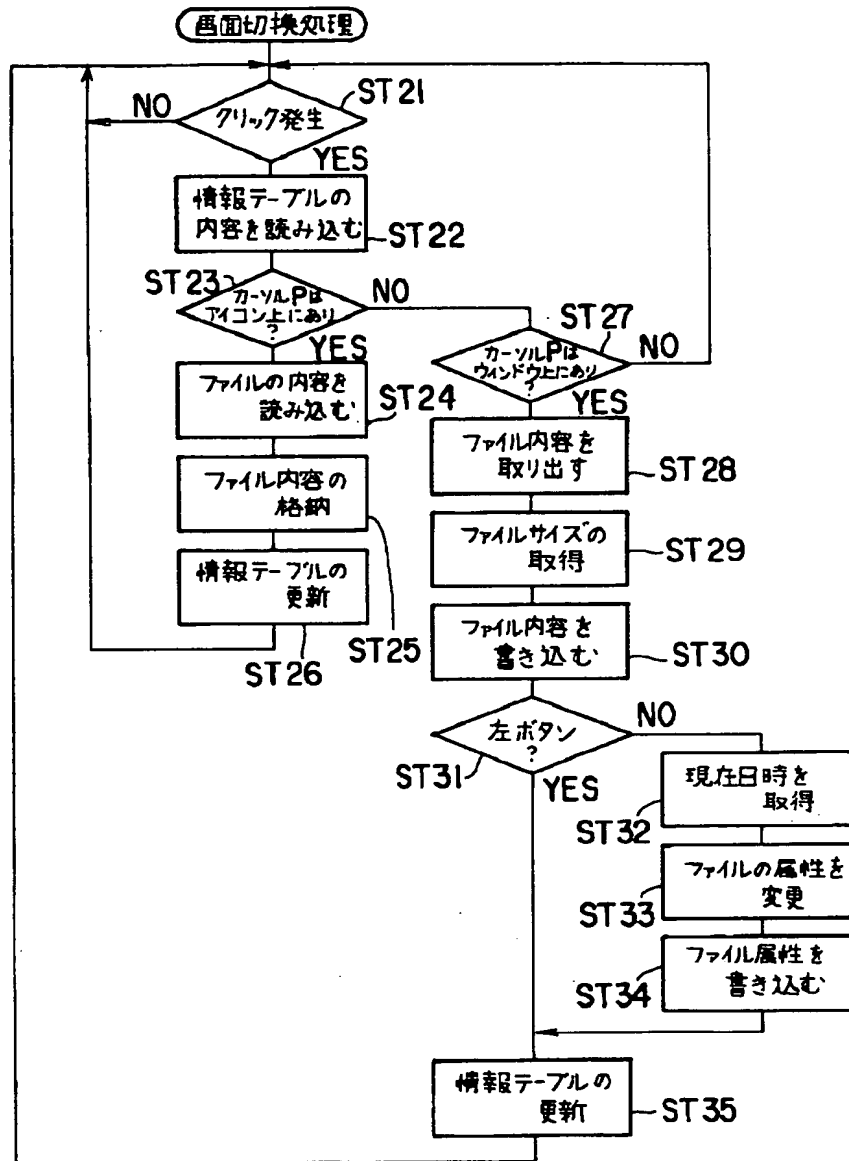 画面切換処理
クリック発生
ST21
NO
YES
情報テーブルの
内容を読み込む
ST22
ST23
カーソルPは
アイコン上にあり
?
NO
YES
ファイルの内容を
読み込む
ST24
ファイル内容の
格納
ST25
情報テーブルの
更新
ST26
ST27
カーソルPは
ウィンドウ上にあり
?
NO
YES
ファイル内容を
取り出す
ST28
ファイルサイズの
取得
ST29
ファイル内容を
書き込む
ST30
左ボタン
?
ST31
NO
YES
現在日時を
取得
ST32
ファイルの属性を
変更
ST33
ファイル属性を
書き込む
ST34
情報テーブルの
更新
ST35